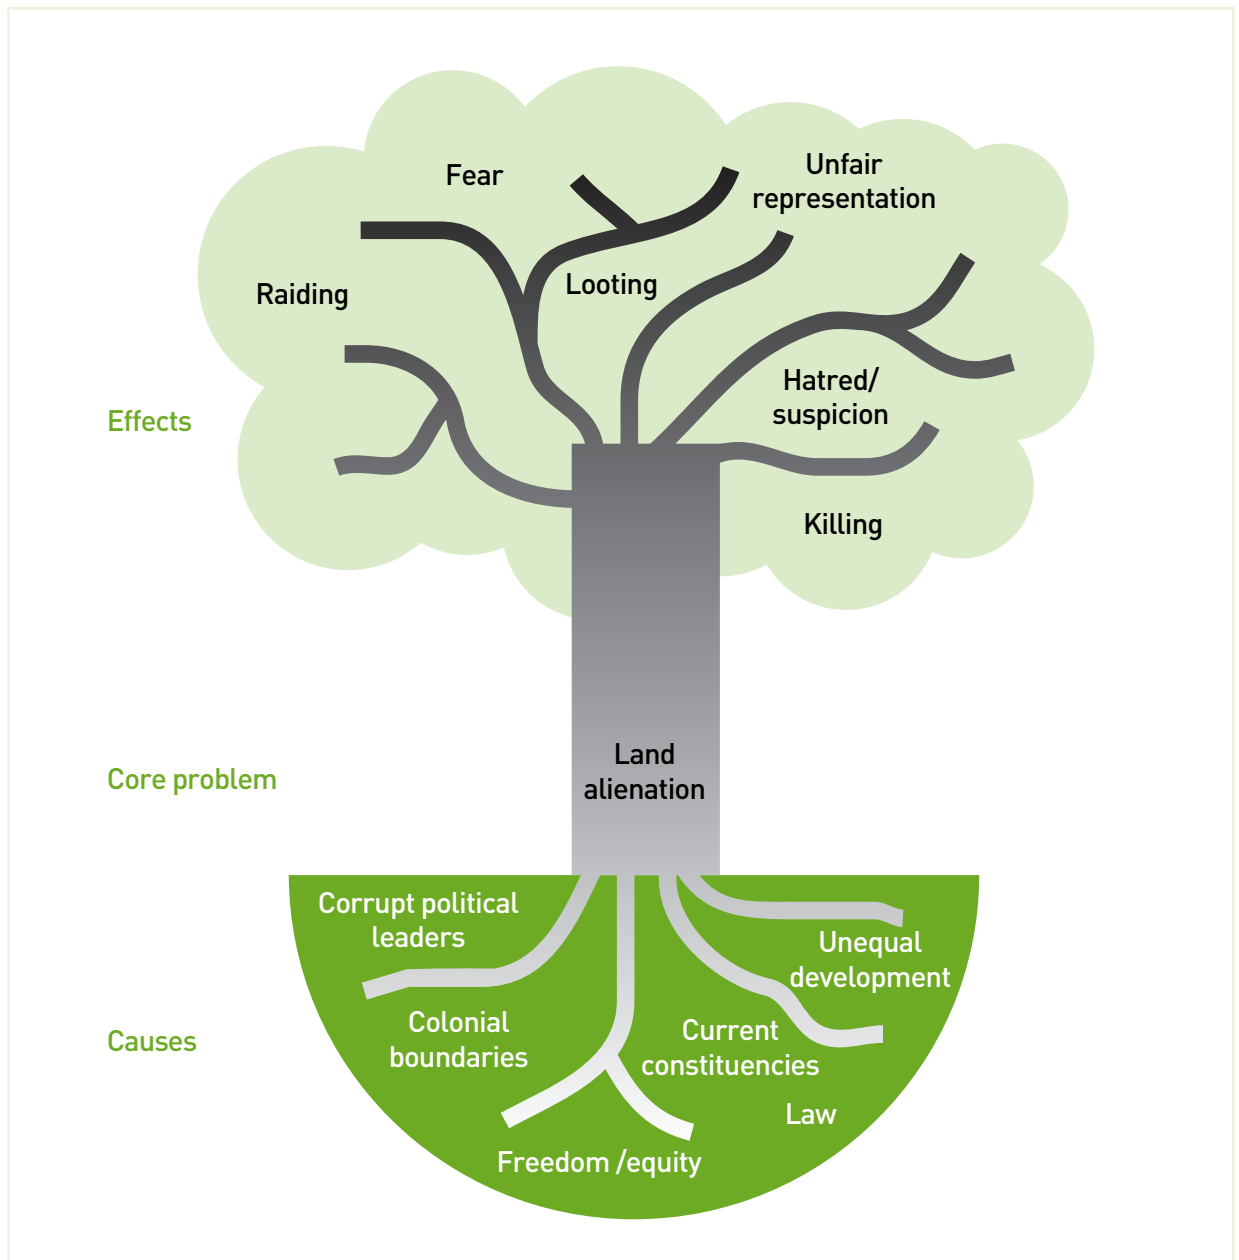 Fear
Unfair
representation
Looting
Raiding
Hatred/
suspicion
Effects
Killing
Land
alienation
Core problem
Corrupt political
leaders
Unequal
development
Colonial
boundaries
Current
constituencies
Causes
Law
Freedom /equity